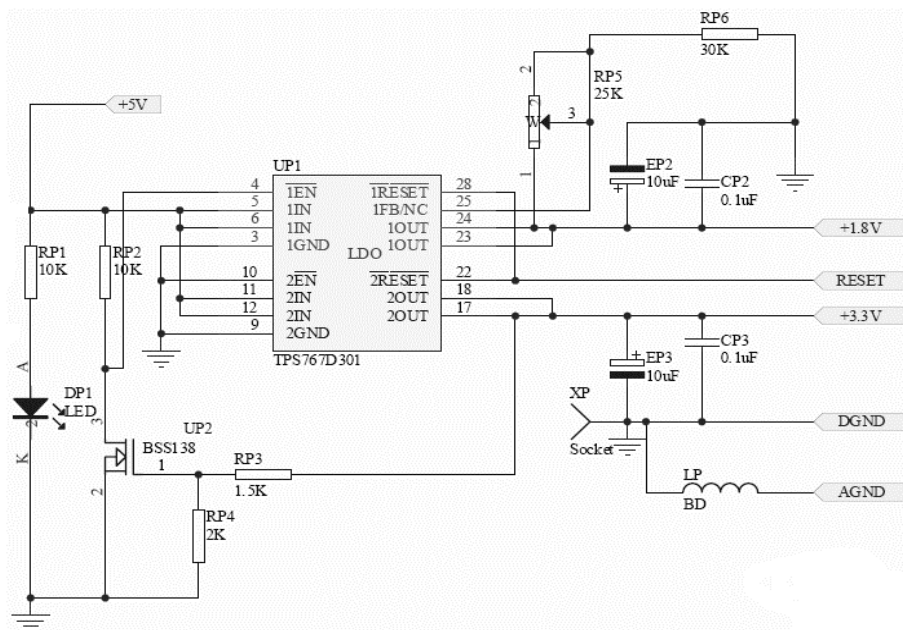 RP6
30K
2
RP5
25K
+5V
W
2
3
1
1
UP1
EP2
10uF
+
CP2
0.1uF
4
1EN
1RESET
28
5
1IN
1FB/NC
25
6
1IN
1OUT
24
3
1GND
1OUT
23
LDO
+1.8V
RP1
10K
RP2
10K
10
2EN
2RESET
22
RESET
11
2IN
2OUT
18
12
2IN
2OUT
17
+3.3V
9
2GND
TPS767D301
+
EP3
10uF
CP3
0.1uF
A
DP1
LED
2
3
K
XP
Socket
DGND
UP2
BSS138
1
2
RP3
1.5K
LP
BD
AGND
RP4
2K